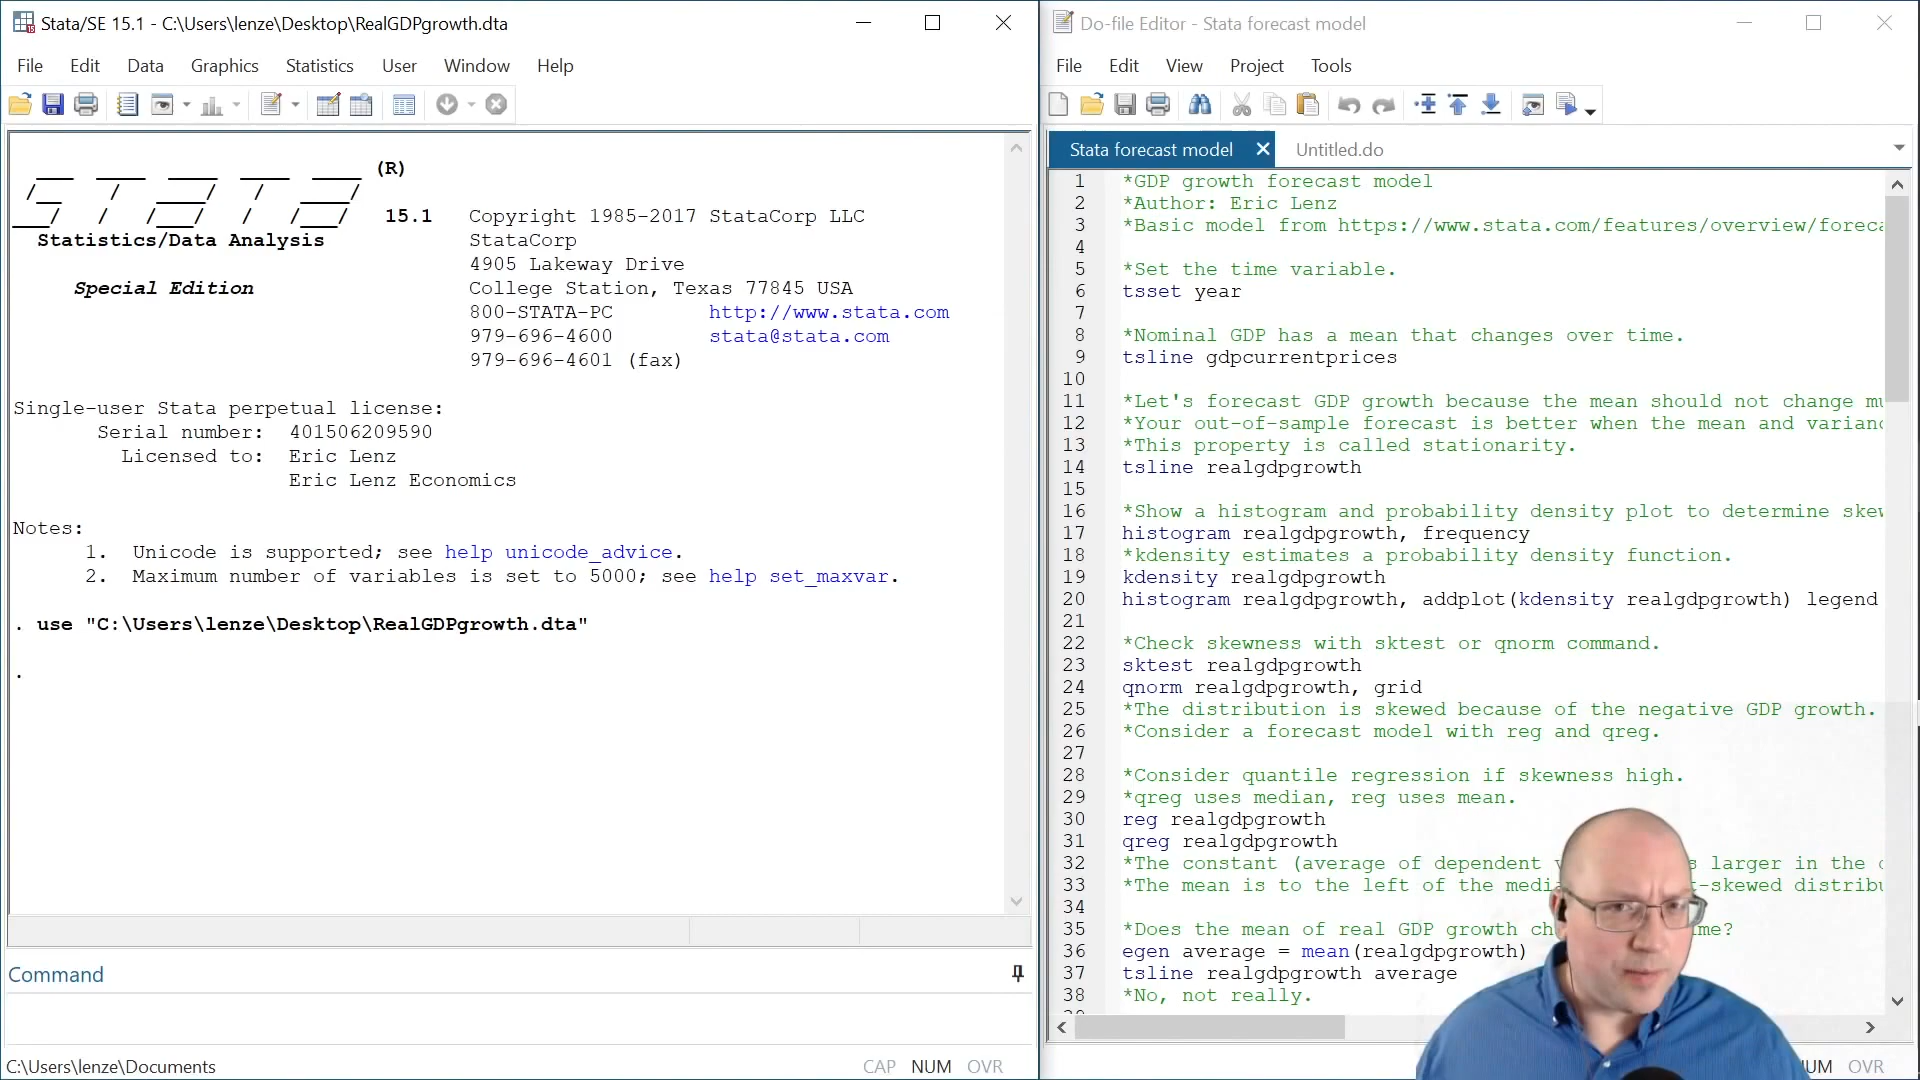 Stata/SE 15.1 - C:\Users\lenze\Desktop\RealGDPgrowth.dta
File Edit Data Graphics Statistics User Window Help
(R)
STATA
15.1 Copyright 1985-2017 StataCorp LLC
Statistics/Data Analysis StataCorp
4905 Lakeway Drive
Special Edition College Station, Texas 77845 USA
800-STATA-PC http://www.stata.com
979-696-4600 stata@stata.com
979-696-4601 (fax)
Single-user Stata perpetual license:
Serial number: 401506209590
Licensed to: Eric Lenz
Eric Lenz Economics
Notes:
1. Unicode is supported; see help unicode_advice.
2. Maximum number of variables is set to 5000; see help set_maxvar.
. use "C:\Users\lenze\Desktop\RealGDPgrowth.dta"
.
Command
C:\Users\lenze\Documents
CAP NUM OVR
Do-file Editor - Stata forecast model
File Edit View Project Tools
Stata forecast model Untitled.do
1 *GDP growth forecast model
2 *Author: Eric Lenz
3 *Basic model from https://www.stata.com/features/overview/
4
5 *Set the time variable.
6 tsset year
7
8 *Nominal GDP has a mean that changes over time.
9 tsline gdpcurrentprices
10
11 *Let's forecast GDP growth because the mean should not change
12 *Your out-of-sample forecast is better when the mean and
13 *This property is called stationarity.
14 tsline realgdpgrowth
15
16 *Show a histogram and probability density plot to determine
17 histogram realgdpgrowth, frequency
18 *kdensity estimates a probability density function.
19 kdensity realgdpgrowth
20 histogram realgdpgrowth, addplot(kdensity realgdpgrowth) legend
21
22 *Check skewness with sktest or qnorm command.
23 sktest realgdpgrowth
24 qnorm realgdpgrowth, grid
25 *The distribution is skewed because of the negative GDP growth.
26 *Consider a forecast model with reg and qreg.
27
28 *Consider quantile regression if skewness high.
29 *qreg uses median, reg uses mean.
30 reg realgdpgrowth
31 qreg realgdpgrowth
32 *The constant (average of dependent larger in the
33 *The mean is to the left of the -skewed
34
35 *Does the mean of real GDP growth
36 egen average = mean(realgdpgrowth)
37 tsline realgdpgrowth average
38 *No, not really.
OVR